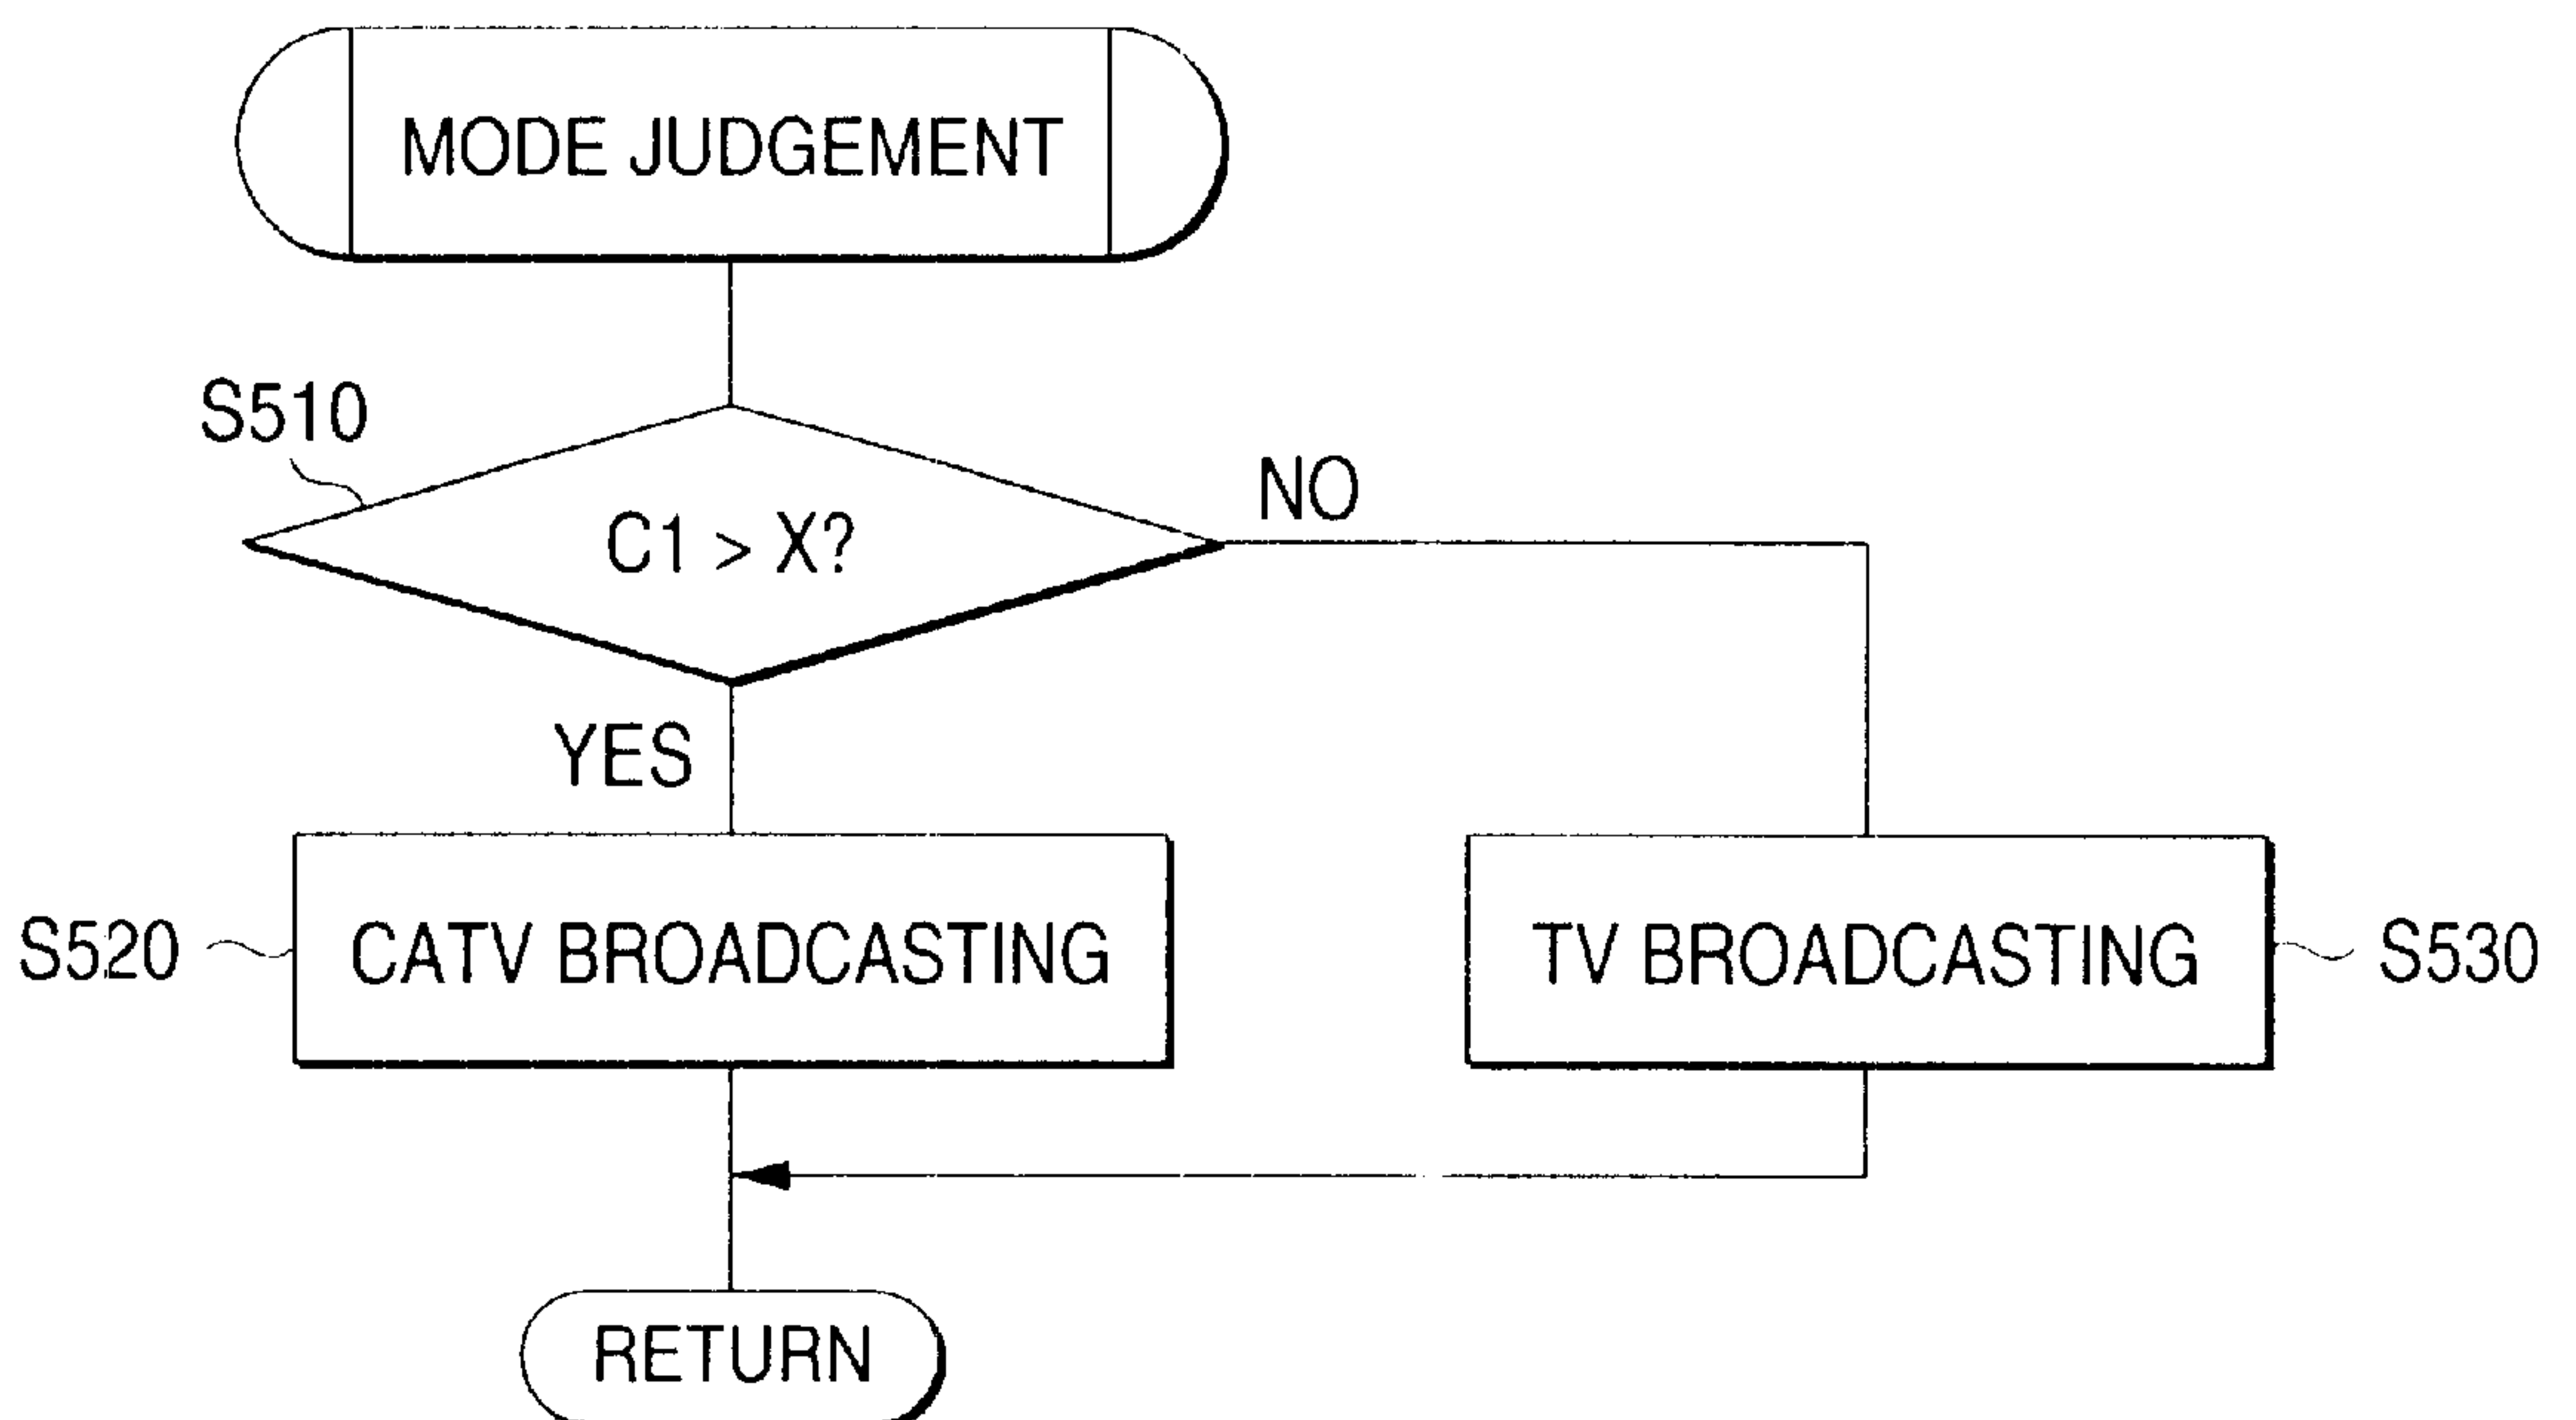 MODE JUDGEMENT
S510
C1 > X?
NO
YES
S520
CATV BROADCASTING
TV BROADCASTING
S530
RETURN